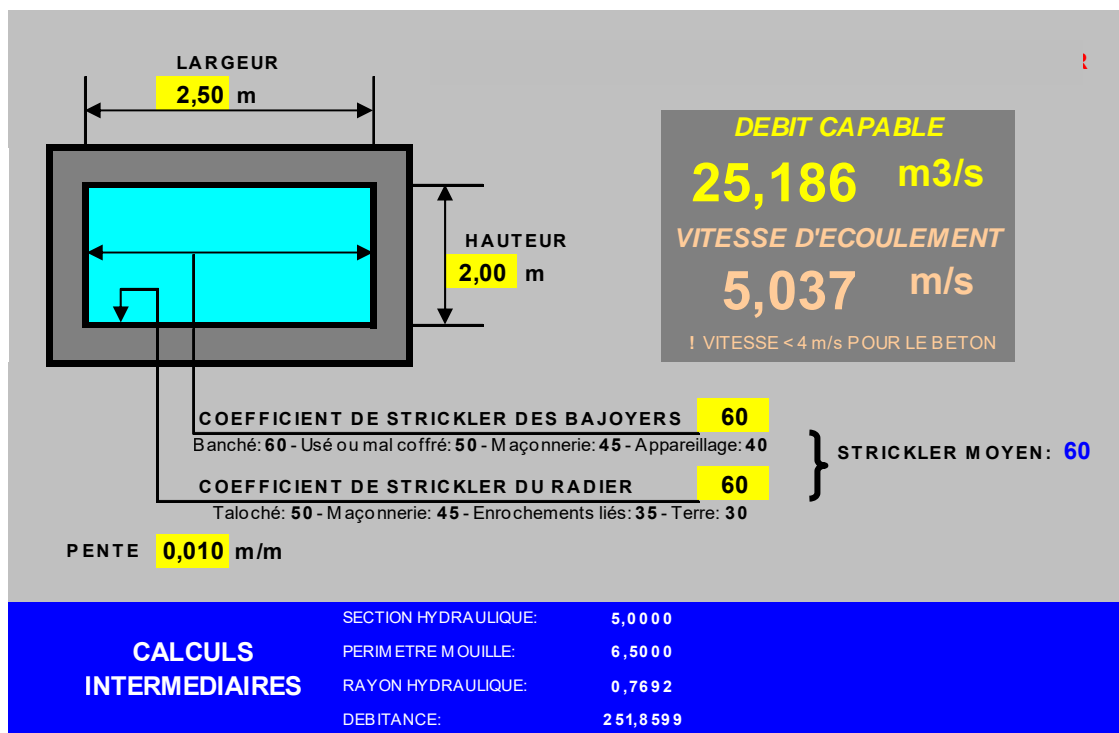 LARGEUR
2,50 m
DEBIT CAPABLE
25,186 m3/s
VITESSE D'ECOULEMENT
5,037 m/s
! VITESSE < 4 m/s POUR LE BETON
HAUTEUR
2,00 m
COEFFICIENT DE STRICKLER DES BAJOYERS 60
Banché: 60 - Usé ou mal coffré: 50 - Maçonnerie: 45 - Appareillage: 40
STRICKLER MOYEN: 60
COEFFICIENT DE STRICKLER DU RADIER 60
Taloché: 50 - Maçonnerie: 45 - Enrochements liés: 35 - Terre: 30
PENTE 0,010 m/m
CALCULS
INTERMEDIAIRES
SECTION HYDRAULIQUE: 5,0000
PERIMETRE MOUILLE: 6,5000
RAYON HYDRAULIQUE: 0,7692
DEBITANCE: 251,8599